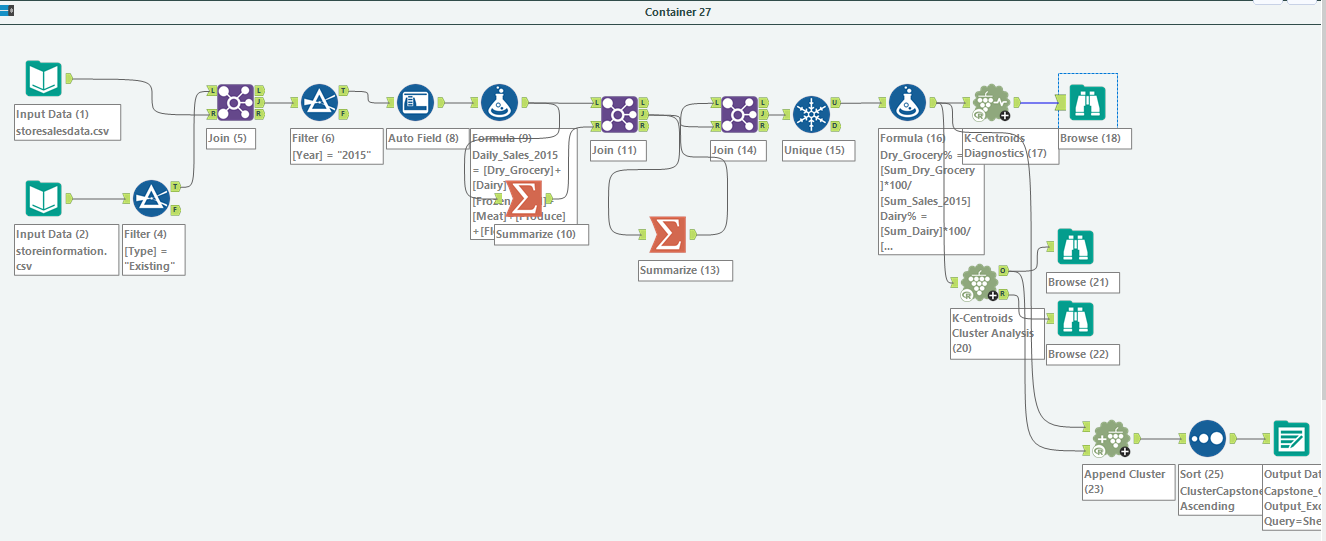 Container 27
Input Data (1)
storesalesdata.csv
Input Data (2)
storeinformation.
csv
Filter (4)
[Type] =
"Existing"
L
R
L
J
R
Join (5)
T
F
T
F
Filter (6)
[Year] = "2015"
Auto Field (8)
Formula (9)
Daily_Sales_2015
= [Dry_Grocery]+
[Dairy]
[Frozen
[Meat]+[Produce]
+[Fl
Summarize (10)
L
R
L
J
R
Join (11)
Summarize (13)
L
R
L
J
R
Join (14)
U
D
Unique (15)
Formula (16)
Dry_Grocery% =
[Sum_Dry_Grocery
]*100/
[Sum_Sales_2015]
Dairy% =
[Sum_Dairy]*100/
[...
K-Centroids
Diagnostics (17)
Browse (18)
O
R
K-Centroids
Cluster Analysis
(20)
Browse (21)
Browse (22)
Append Cluster
(23)
Sort (25)
ClusterCapstone
Ascending
Output Dat
Capstone_C
Output_Exc
Query=She